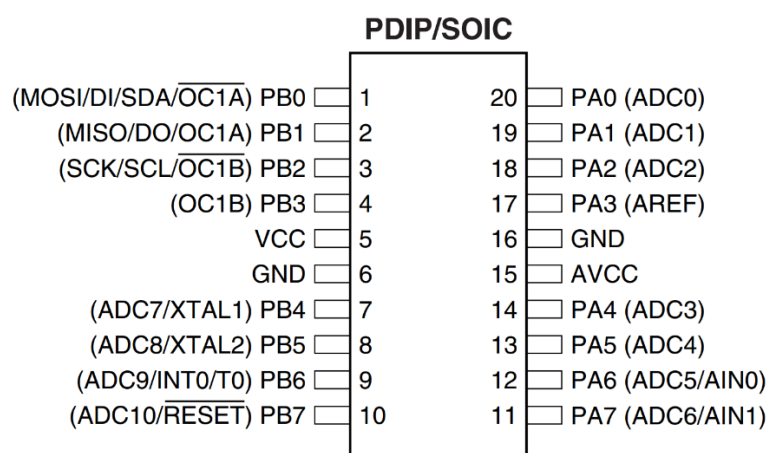 PDIP/SOIC
(MOSI/DI/SDA/O̅C̅1̅A̅) PB0 1 20 PA0 (ADC0)
(MISO/DO/OC1A) PB1 2 19 PA1 (ADC1)
(SCK/SCL/O̅C̅1̅B̅) PB2 3 18 PA2 (ADC2)
(OC1B) PB3 4 17 PA3 (AREF)
VCC 5 16 GND
GND 6 15 AVCC
(ADC7/XTAL1) PB4 7 14 PA4 (ADC3)
(ADC8/XTAL2) PB5 8 13 PA5 (ADC4)
(ADC9/INT0/T0) PB6 9 12 PA6 (ADC5/AIN0)
(ADC10/R̅E̅S̅E̅T̅) PB7 10 11 PA7 (ADC6/AIN1)